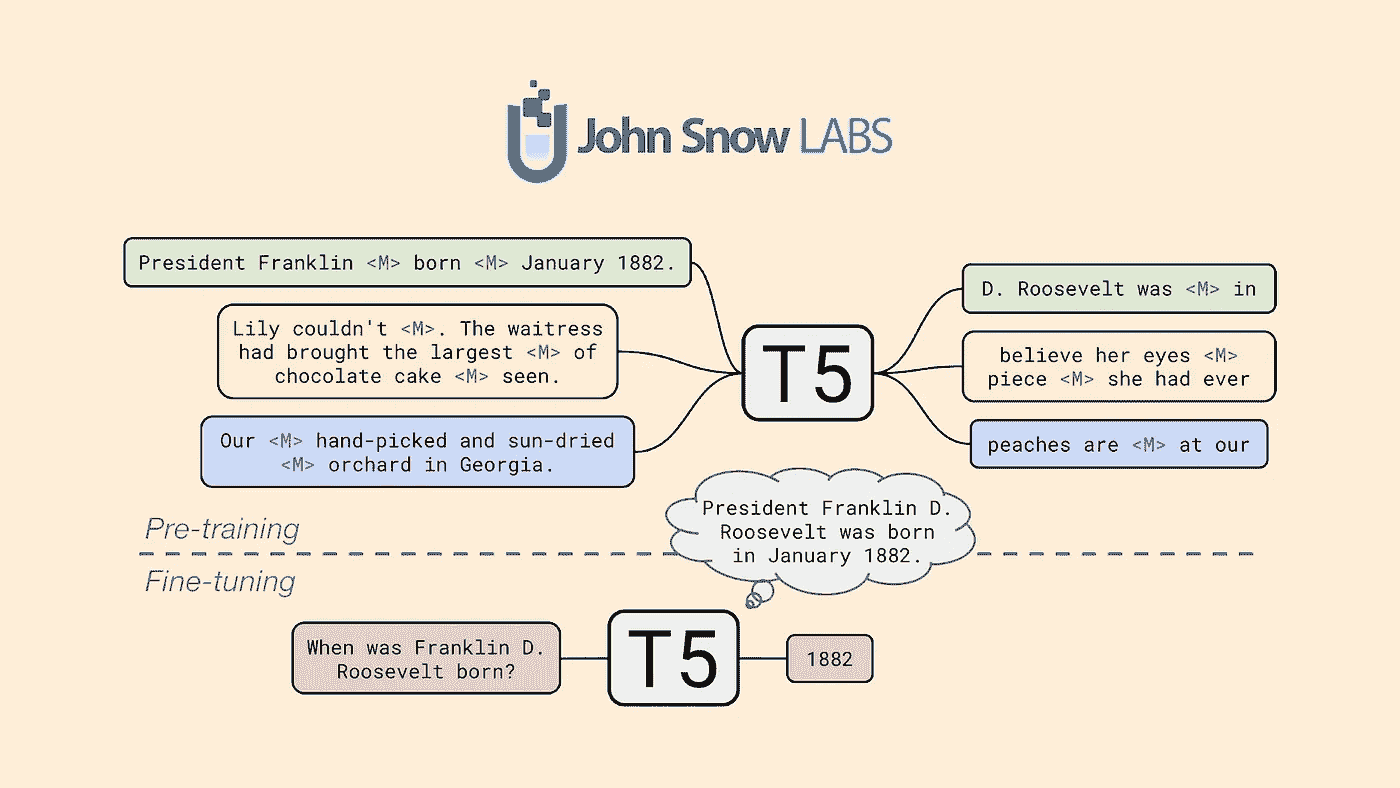 John Snow LABS
President Franklin <M> born <M> January 1882.
Lily couldn't <M>. The waitress
had brought the largest <M> of
chocolate cake <M> seen.
Our <M> hand-picked and sun-dried
<M> orchard in Georgia.
T5
D. Roosevelt was <M> in
believe her eyes <M>
piece <M> she had ever
peaches are <M> at our
Pre-training
President Franklin D.
Roosevelt was born
in January 1882.
Fine-tuning
When was Franklin D.
Roosevelt born?
T5
1882